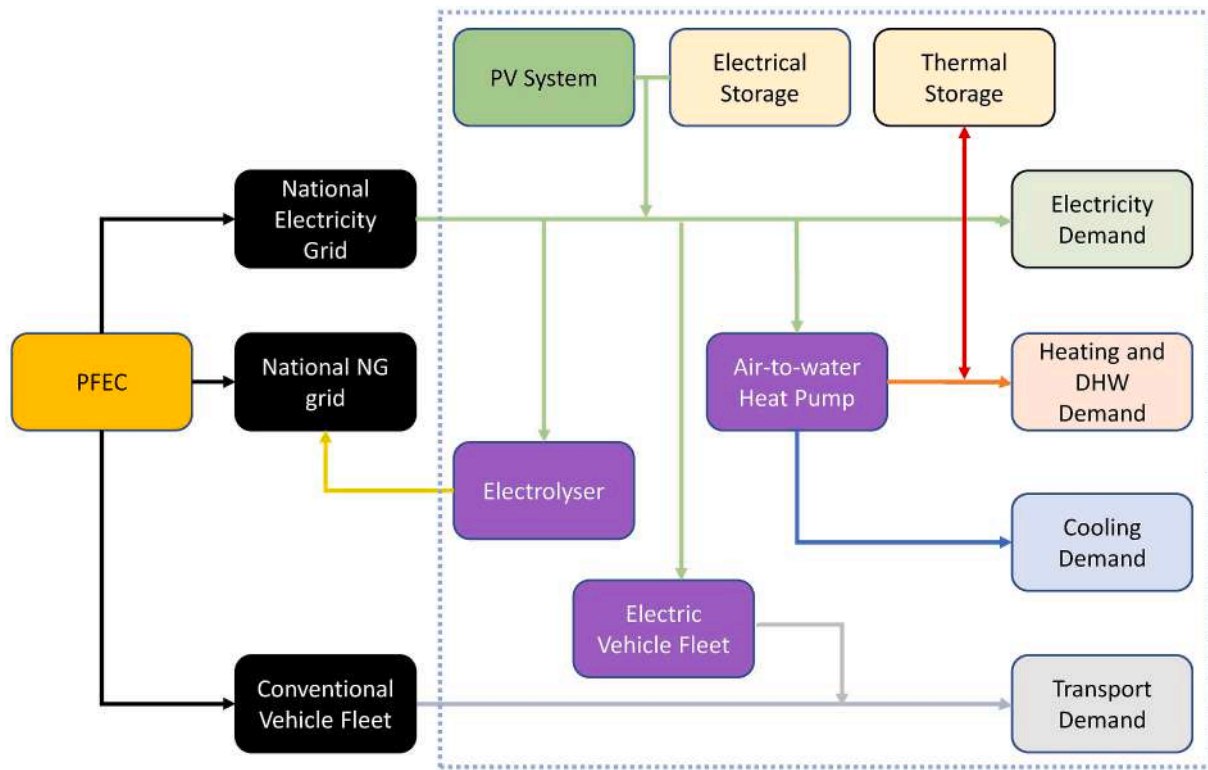 PV System
Electrical
Storage
Thermal
Storage
National
Electricity
Grid
Electricity
Demand
PFEC
National NG
grid
Air-to-water
Heat Pump
Heating and
DHW
Demand
Electrolyser
Cooling
Demand
Electric
Vehicle Fleet
Conventional
Vehicle Fleet
Transport
Demand